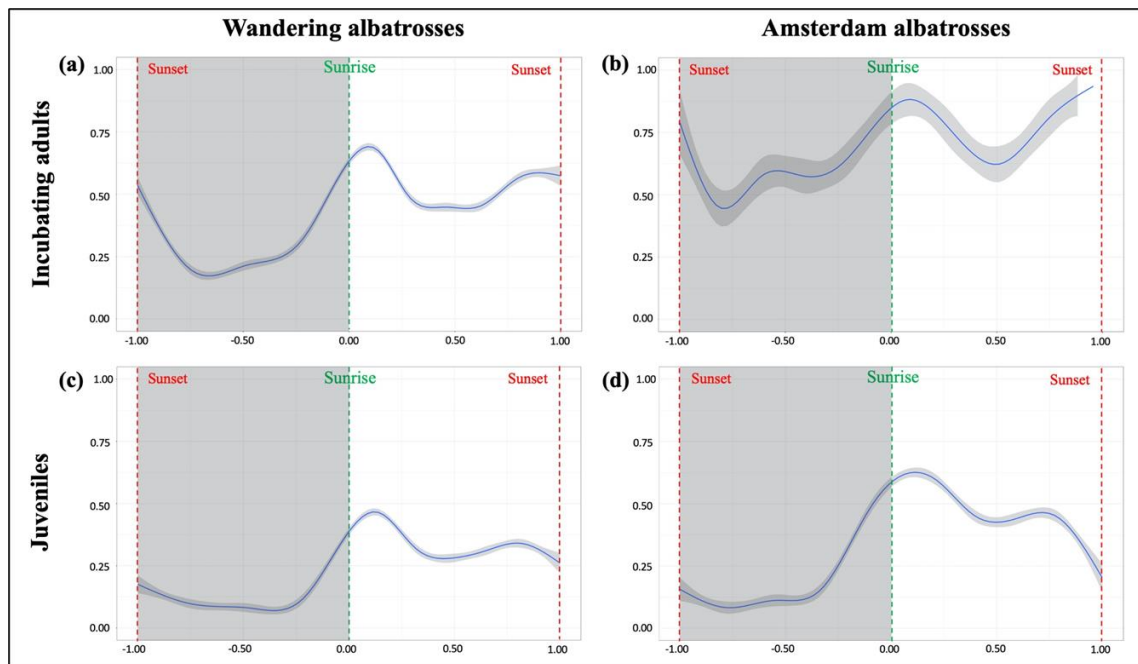 Wandering albatrosses
Amsterdam albatrosses
Incubating adults
(a)
Sunset
Sunrise
Sunset
1.00
0.75
0.50
0.25
0.00
-1.00 -0.50 0.00 0.50 1.00
(b)
Sunset
Sunrise
Sunset
1.00
0.75
0.50
0.25
0.00
-1.00 -0.50 0.00 0.50 1.00
Juveniles
(c)
Sunset
Sunrise
Sunset
1.00
0.75
0.50
0.25
0.00
-1.00 -0.50 0.00 0.50 1.00
(d)
Sunset
Sunrise
Sunset
1.00
0.75
0.50
0.25
0.00
-1.00 -0.50 0.00 0.50 1.00